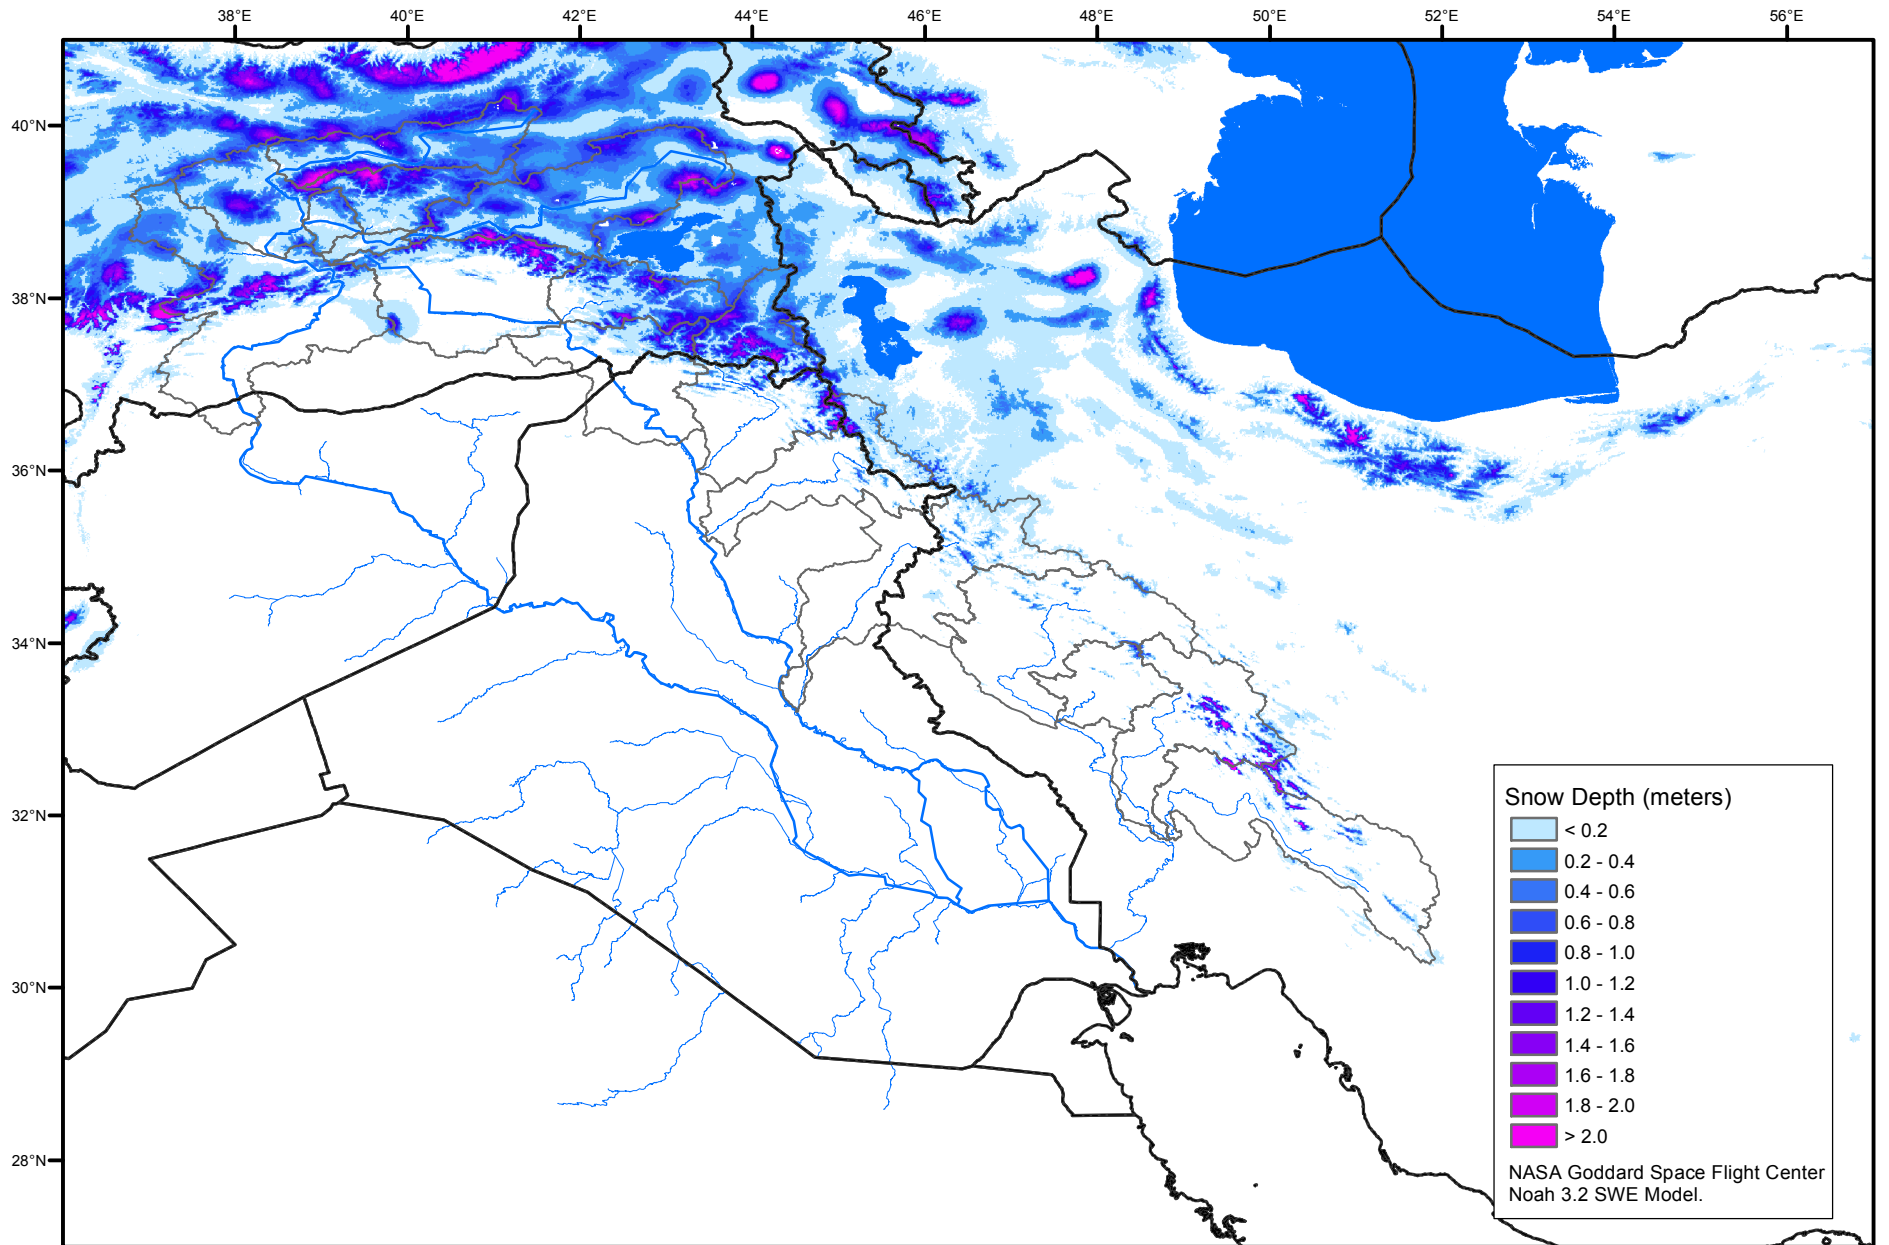 38°E 40°E 42°E 44°E 46°E 48°E 50°E 52°E 54°E 56°E
40°N
38°N
36°N
34°N
32°N
30°N
28°N
Snow Depth (meters)
< 0.2
0.2 - 0.4
0.4 - 0.6
0.6 - 0.8
0.8 - 1.0
1.0 - 1.2
1.2 - 1.4
1.4 - 1.6
1.6 - 1.8
1.8 - 2.0
> 2.0
NASA Goddard Space Flight Center
Noah 3.2 SWE Model.